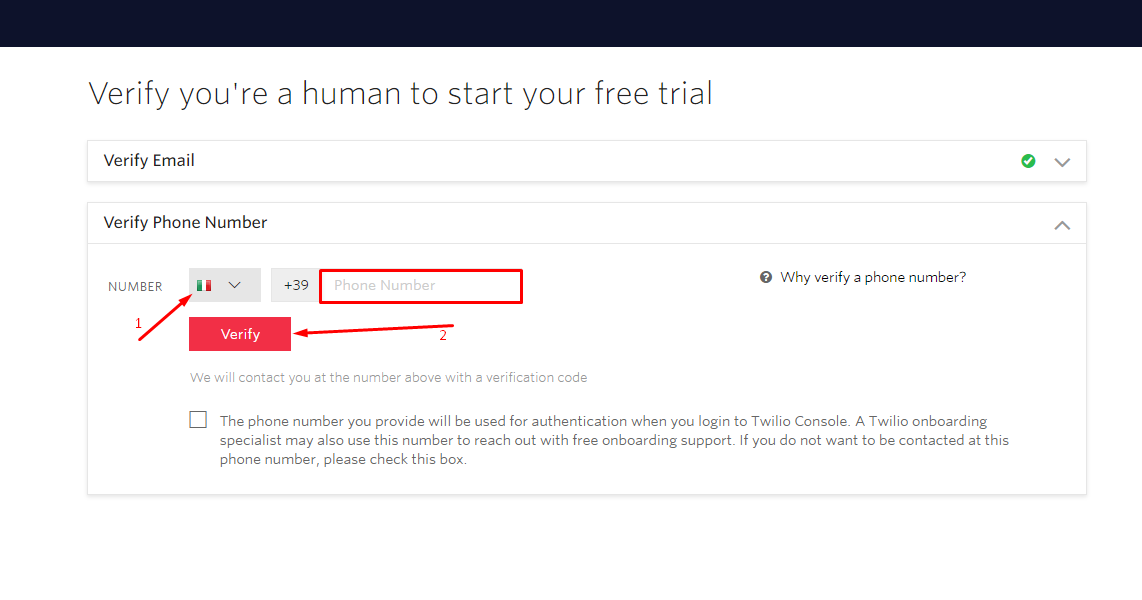 Verify you're a human to start your free trial
Verify Email
Verify Phone Number
NUMBER
+39
Phone Number
Why verify a phone number?
1
Verify
2
We will contact you at the number above with a verification code
The phone number you provide will be used for authentication when you login to Twilio Console. A Twilio onboarding
specialist may also use this number to reach out with free onboarding support. If you do not want to be contacted at this
phone number, please check this box.